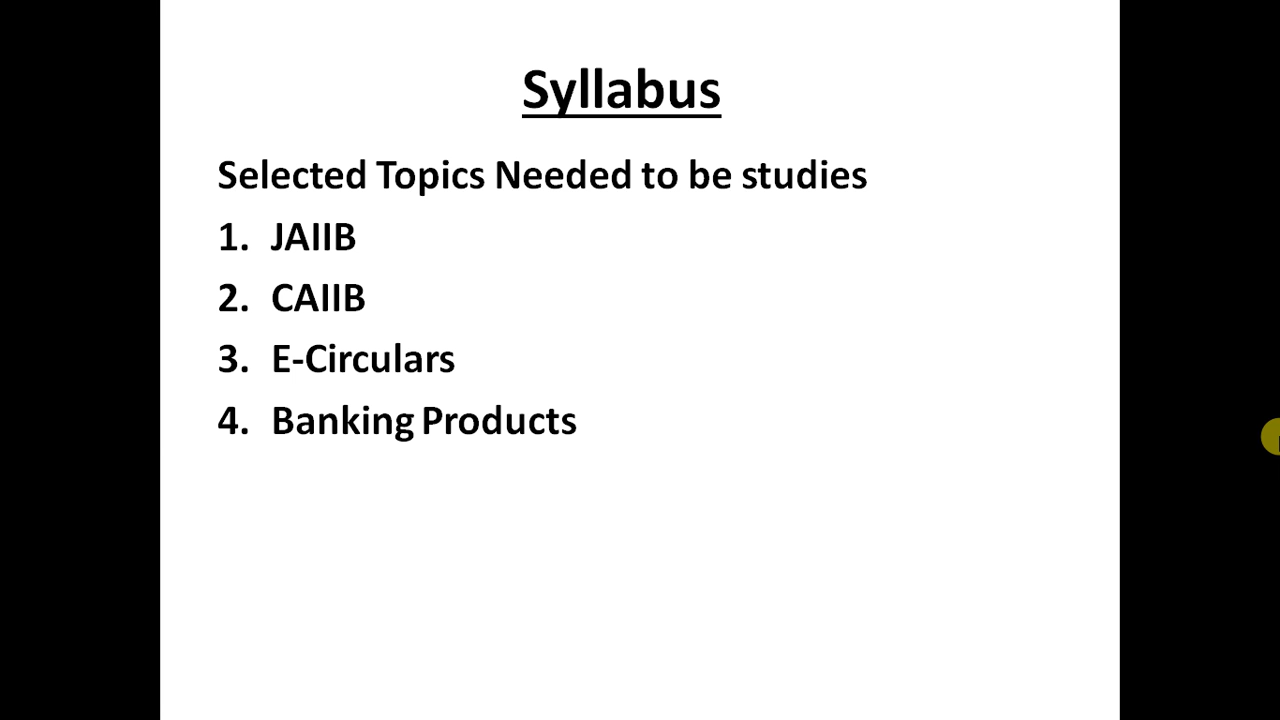 Syllabus
Selected Topics Needed to be studies
1. JAIIB
2. CAIIB
3. E-Circulars
4. Banking Products